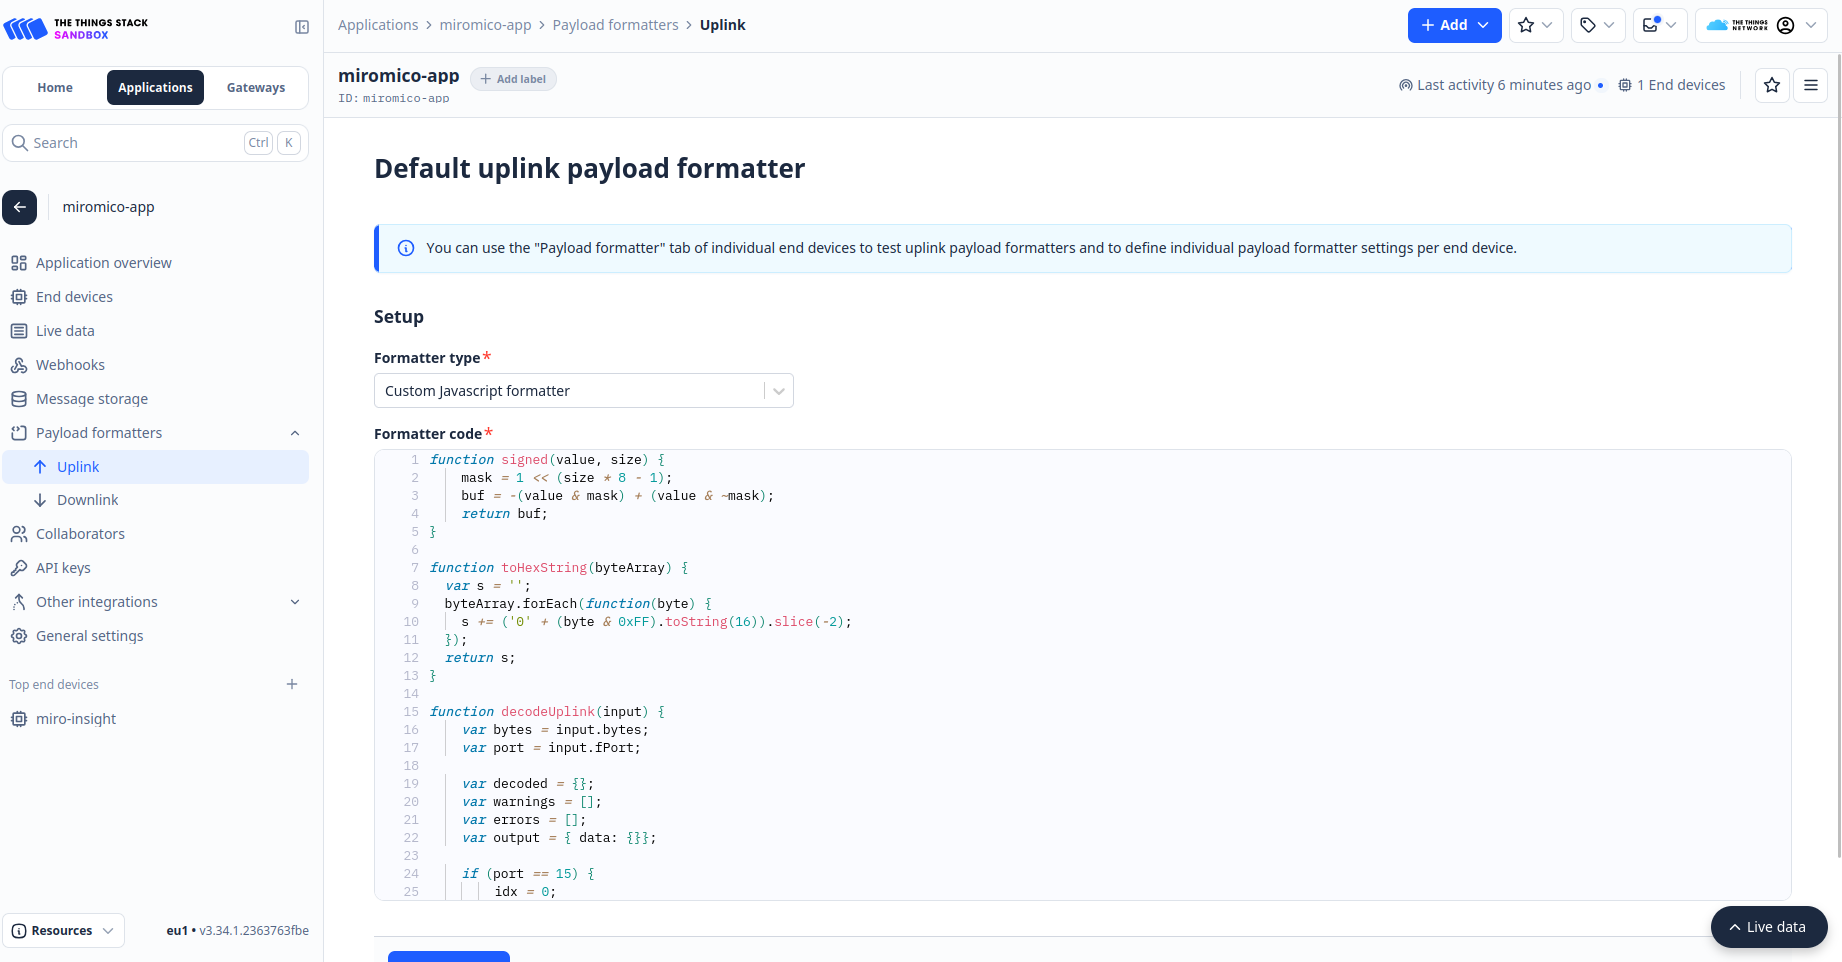 THE THINGS STACK
SANDBOX
Home
Applications
Gateways
Search
Ctrl
K
miromico-app
Application overview
End devices
Live data
Webhooks
Message storage
Payload formatters
Uplink
Downlink
Collaborators
API keys
Other integrations
General settings
Top end devices
miro-insight
Resources
eu1 • v3.34.1.2363763fbe
Applications > miromico-app > Payload formatters > Uplink
+ Add
THE THINGS
NETWORK
miromico-app
+ Add label
ID: miromico-app
Last activity 6 minutes ago •
1 End devices
Default uplink payload formatter
You can use the "Payload formatter" tab of individual end devices to test uplink payload formatters and to define individual payload formatter settings per end device.
Setup
Formatter type*
Custom Javascript formatter
Formatter code*
1 function signed(value, size) {
2     mask = 1 << (size * 8 - 1);
3     buf = -(value & mask) + (value & ~mask);
4     return buf;
5 }
6
7 function toHexString(byteArray) {
8   var s = '';
9   byteArray.forEach(function(byte) {
10     s += ('0' + (byte & 0xFF).toString(16)).slice(-2);
11   });
12   return s;
13 }
14
15 function decodeUplink(input) {
16     var bytes = input.bytes;
17     var port = input.fPort;
18
19     var decoded = {};
20     var warnings = [];
21     var errors = [];
22     var output = { data: {}};
23
24     if (port == 15) {
25         idx = 0;
Live data